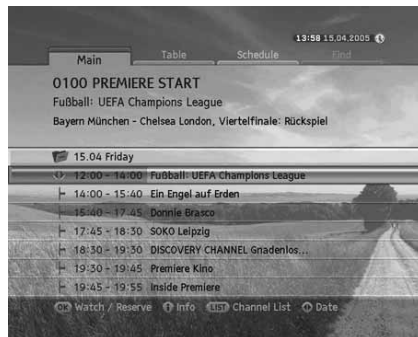 13:58 15.04.2005
Main Table Schedule Find
0100 PREMIERE START
Fußball: UEFA Champions League
Bayern München - Chelsea London, Viertelfinale: Rückspiel
15.04 Friday
12:00 - 14:00 Fußball: UEFA Champions League
14:00 - 15:40 Ein Engel auf Erden
15:40 - 17:45 Donnie Brasco
17:45 - 18:30 SOKO Leipzig
18:30 - 19:30 DISCOVERY CHANNEL Gnadenlos...
19:30 - 19:45 Premiere Kino
19:45 - 19:55 Inside Premiere
OK Watch / Reserve i Info LIST Channel List Date